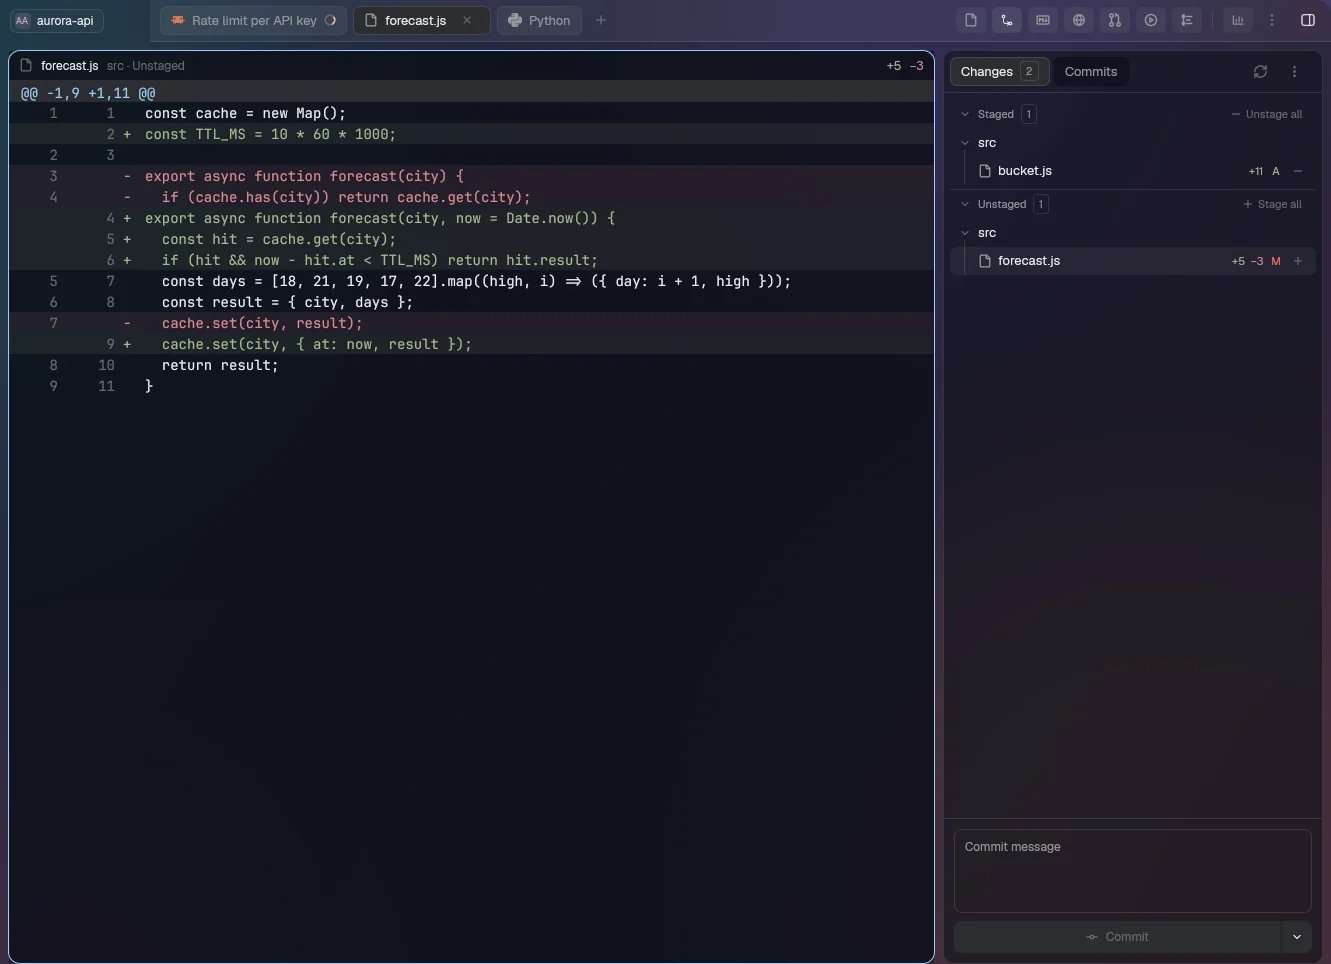 AA aurora-api
Rate limit per API key
forecast.js
Python
forecast.js src · Unstaged +5 −3
@@ -1,9 +1,11 @@
1 1 const cache = new Map();
2 + const TTL_MS = 10 * 60 * 1000;
2 3
3 - export async function forecast(city) {
4 - if (cache.has(city)) return cache.get(city);
4 + export async function forecast(city, now = Date.now()) {
5 + const hit = cache.get(city);
6 + if (hit && now - hit.at < TTL_MS) return hit.result;
5 7 const days = [18, 21, 19, 17, 22].map((high, i) => ({ day: i + 1, high }));
6 8 const result = { city, days };
7 - cache.set(city, result);
9 + cache.set(city, { at: now, result });
8 10 return result;
9 11 }
Changes 2
Commits
Staged 1
− Unstage all
src
bucket.js +11 A −
Unstaged 1
+ Stage all
src
forecast.js +5 −3 M +
Commit message
Commit